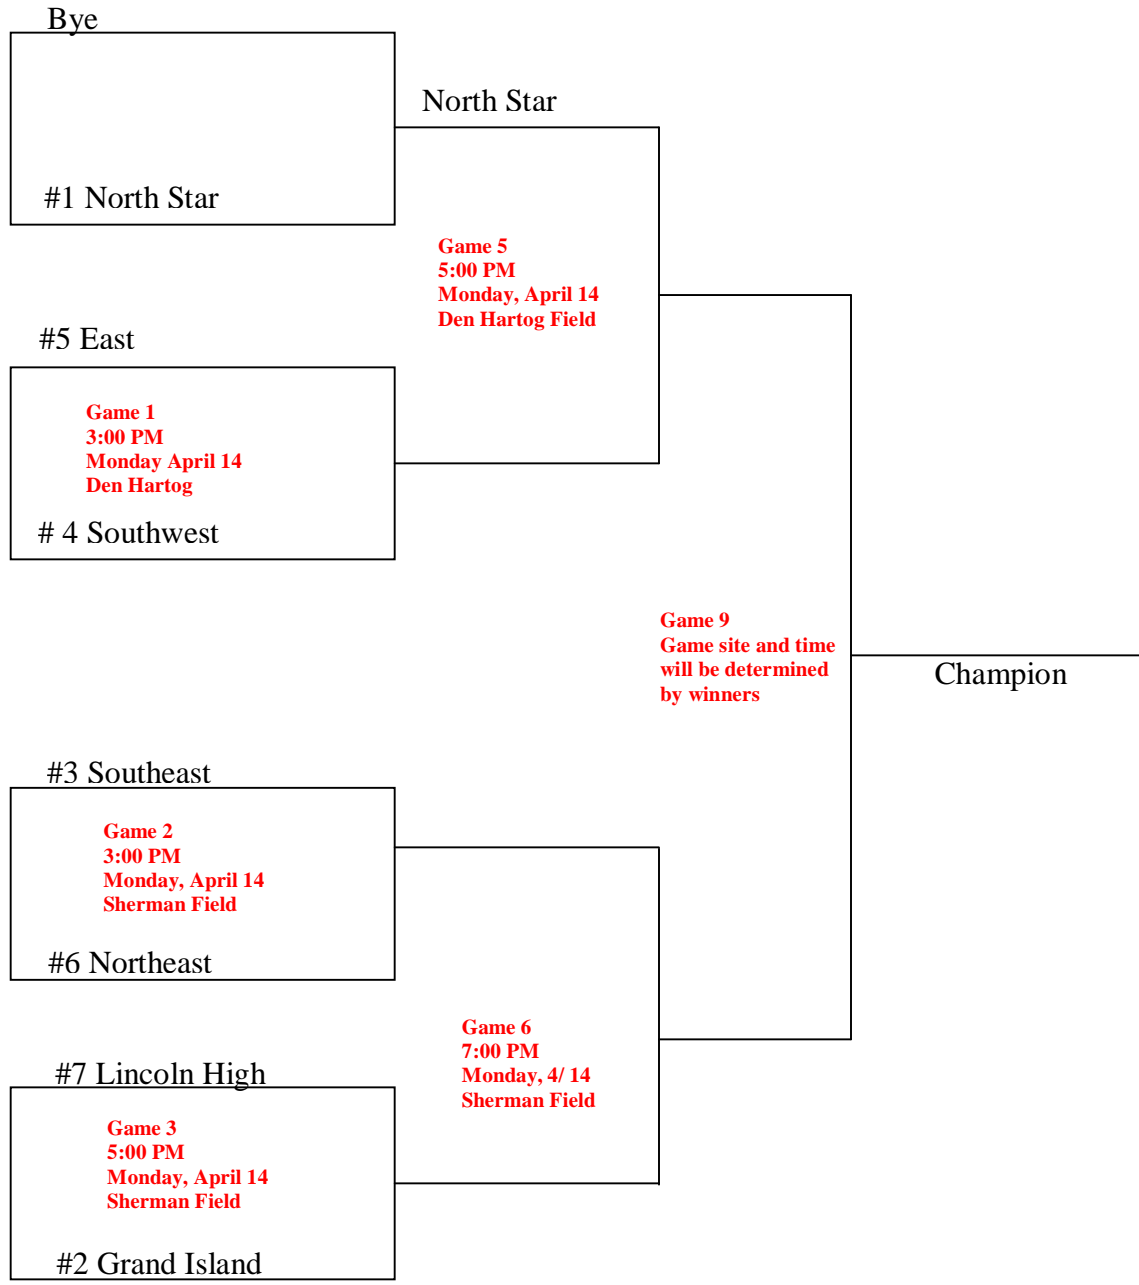 Bye
North Star
#1 North Star
Game 5
5:00 PM
Monday, April 14
Den Hartog Field
#5 East
Game 1
3:00 PM
Monday April 14
Den Hartog
# 4 Southwest
Game 9
Game site and time
will be determined
by winners
Champion
#3 Southeast
Game 2
3:00 PM
Monday, April 14
Sherman Field
#6 Northeast
Game 6
7:00 PM
Monday, 4/ 14
Sherman Field
#7 Lincoln High
Game 3
5:00 PM
Monday, April 14
Sherman Field
#2 Grand Island